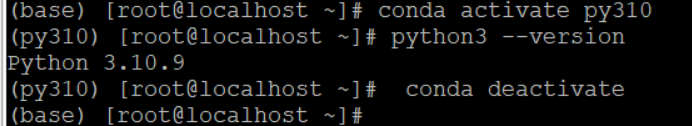 (base) [root@localhost ~]# conda activate py310
(py310) [root@localhost ~]# python3 --version
Python 3.10.9
(py310) [root@localhost ~]#  conda deactivate
(base) [root@localhost ~]#